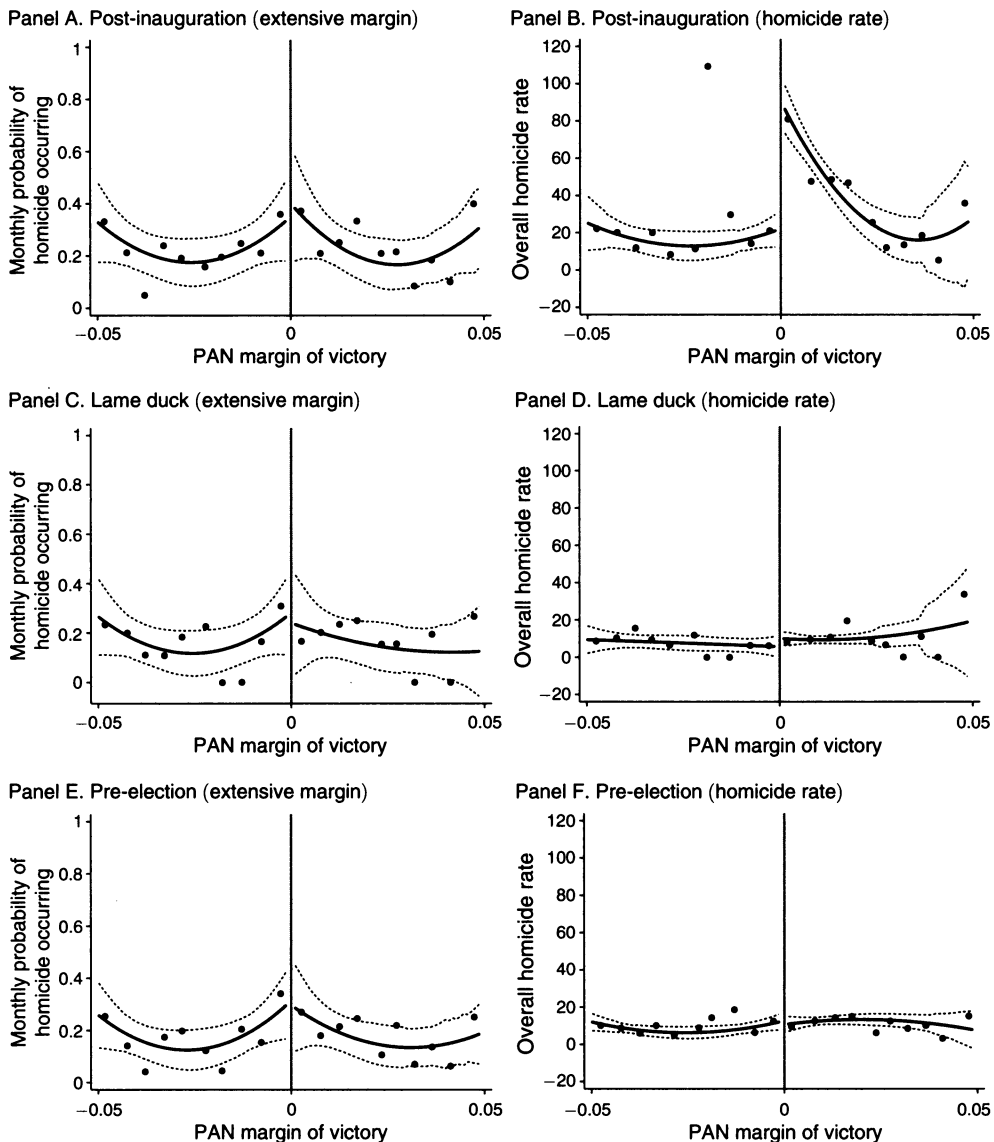 Panel A. Post-inauguration (extensive margin)
Monthly probability of
homicide occurring
1
0.8
0.6
0.4
0.2
0
−0.05
0
0.05
PAN margin of victory
Panel B. Post-inauguration (homicide rate)
Overall homicide rate
120
100
80
60
40
20
0
−20
−0.05
0
0.05
PAN margin of victory
Panel C. Lame duck (extensive margin)
Monthly probability of
homicide occurring
1
0.8
0.6
0.4
0.2
0
−0.05
0
0.05
PAN margin of victory
Panel D. Lame duck (homicide rate)
Overall homicide rate
120
100
80
60
40
20
0
−20
−0.05
0
0.05
PAN margin of victory
Panel E. Pre-election (extensive margin)
Monthly probability of
homicide occurring
1
0.8
0.6
0.4
0.2
0
−0.05
0
0.05
PAN margin of victory
Panel F. Pre-election (homicide rate)
Overall homicide rate
120
100
80
60
40
20
0
−20
−0.05
0
0.05
PAN margin of victory